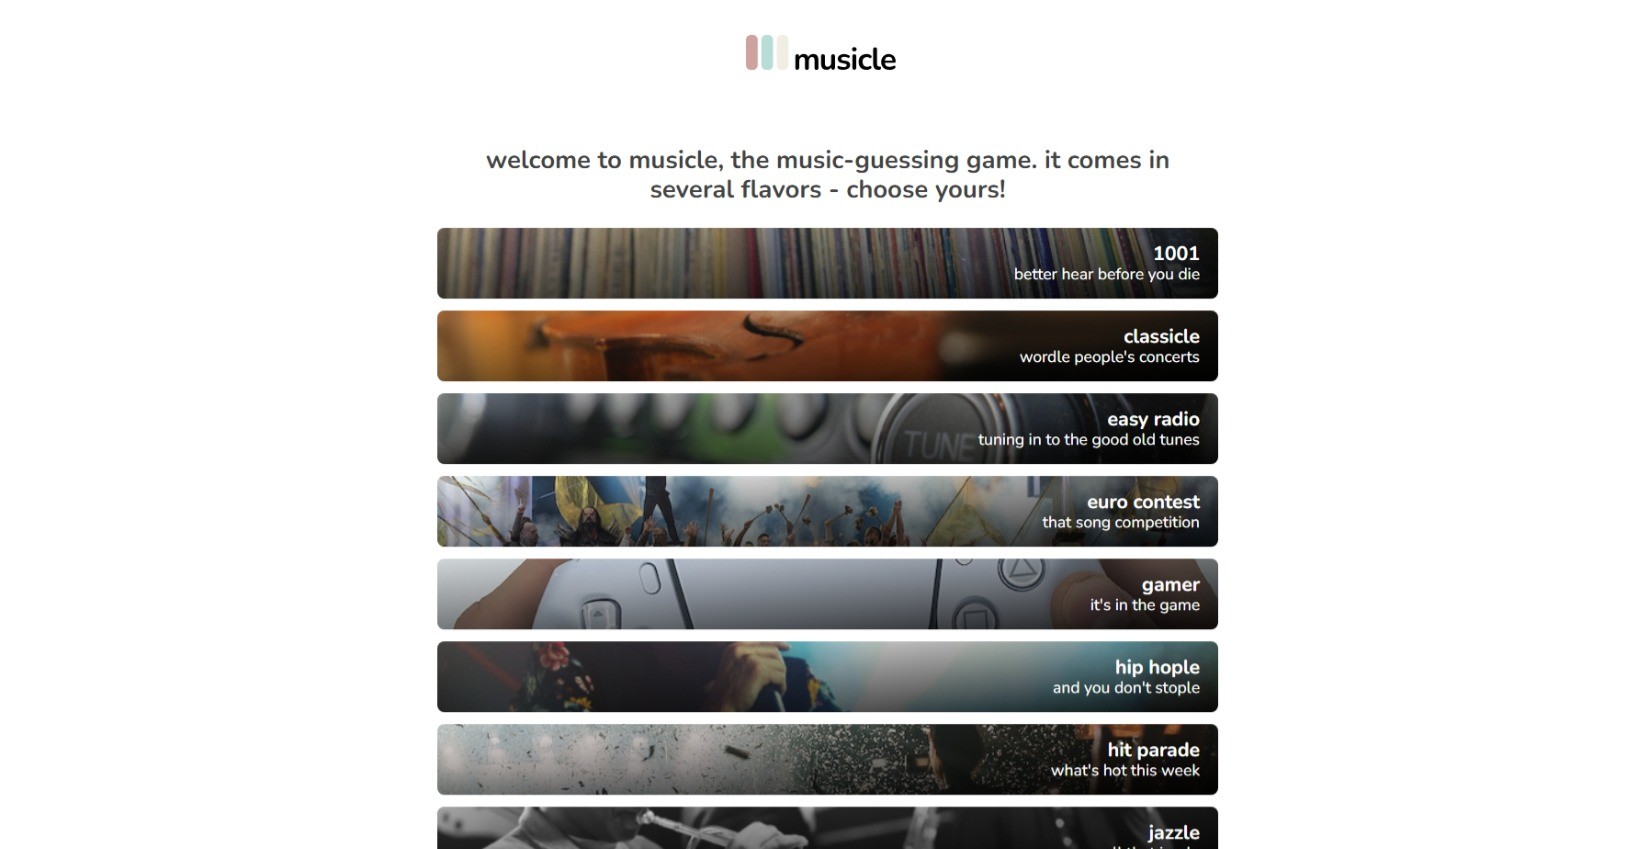 musicle
welcome to musicle, the music-guessing game. it comes in
several flavors - choose yours!
1001
better hear before you die
classicle
wordle people's concerts
TUNE
easy radio
tuning in to the good old tunes
euro contest
that song competition
gamer
it's in the game
hip hople
and you don't stople
hit parade
what's hot this week
jazzle